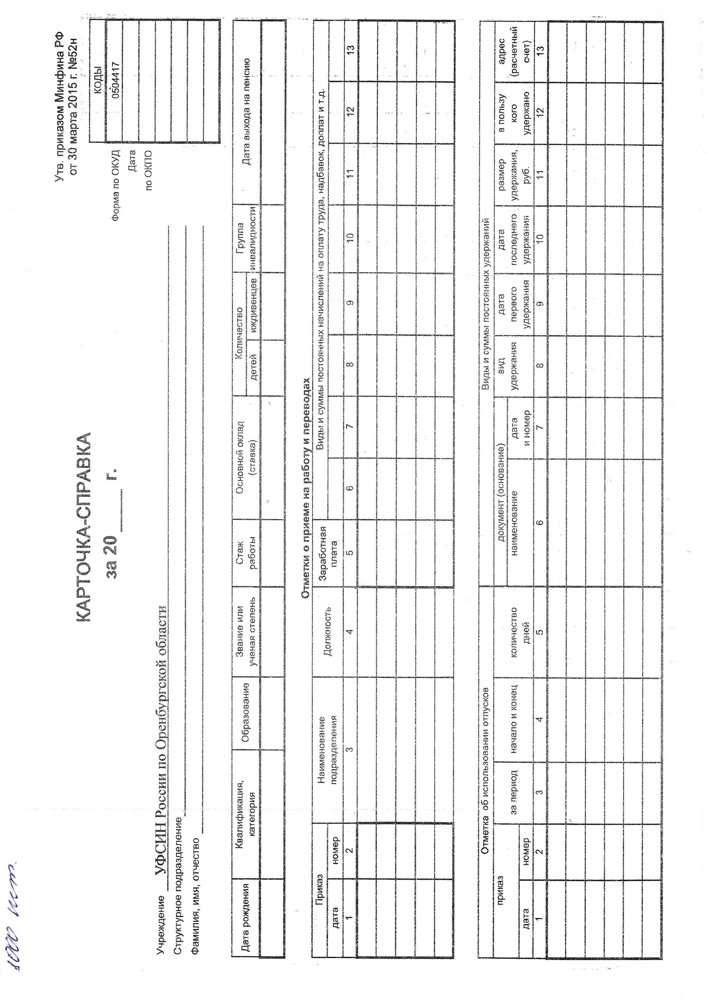 5000 шт.
Утв. приказом Минфина РФ
от 30 марта 2015 г. №52н
КАРТОЧКА-СПРАВКА
за 20____ г.
КОДЫ
Форма по ОКУД 0504417
Дата
по ОКПО
Учреждение УФСИН России по Оренбургской области
Структурное подразделение
Фамилия, имя, отчество
Дата рождения
Квалификация,
категория
Образование
Звание или
ученая степень
Стаж
работы
Основной оклад
(ставка)
Количество
детей
иждивенцев
Группа
инвалидности
Дата выхода на пенсию
Отметки о приеме на работу и переводах
Приказ
дата
номер
Наименование
подразделения
Должность
Заработная
плата
Виды и суммы постоянных начислений на оплату труда, надбавок, доплат и т.д.
1 2 3 4 5 6 7 8 9 10 11 12 13
Отметка об использовании отпусков
Виды и суммы постоянных удержаний
приказ
дата
номер
за период
начало и конец
количество
дней
документ (основание)
наименование
дата
и номер
вид
удержания
дата
первого
удержания
дата
последнего
удержания
размер
удержания,
руб.
в пользу
кого
удержано
адрес
(расчетный
счет)
1 2 3 4 5 6 7 8 9 10 11 12 13